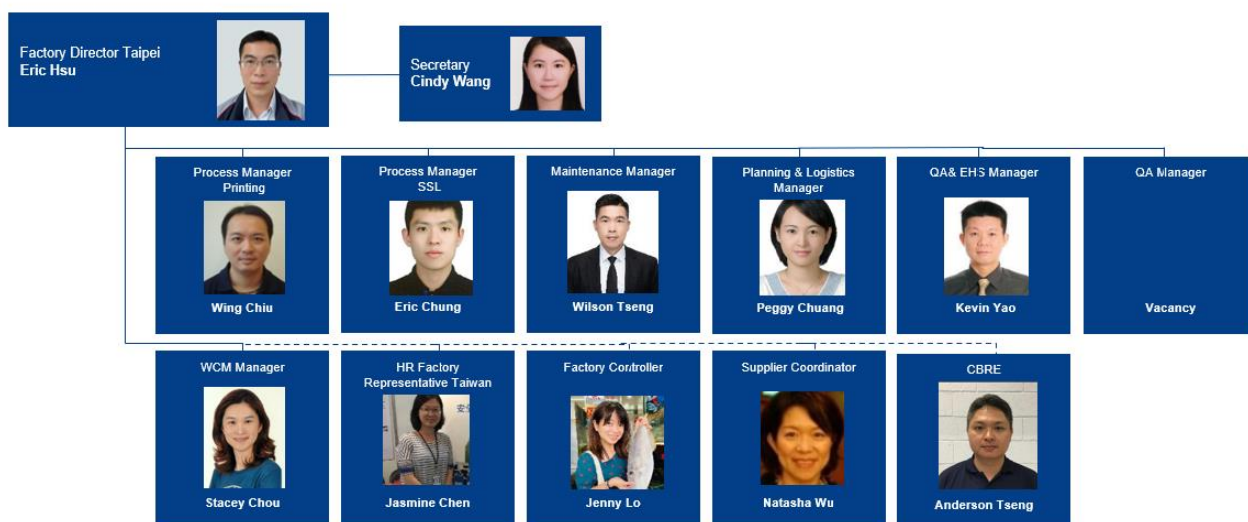 Factory Director Taipei
Eric Hsu
Secretary
Cindy Wang
Process Manager
Printing
Wing Chiu
Process Manager
SSL
Eric Chung
Maintenance Manager
Wilson Tseng
Planning & Logistics
Manager
Peggy Chuang
QA& EHS Manager
Kevin Yao
QA Manager
Vacancy
WCM Manager
Stacey Chou
HR Factory
Representative Taiwan
Jasmine Chen
Factory Controller
Jenny Lo
Supplier Coordinator
Natasha Wu
CBRE
Anderson Tseng